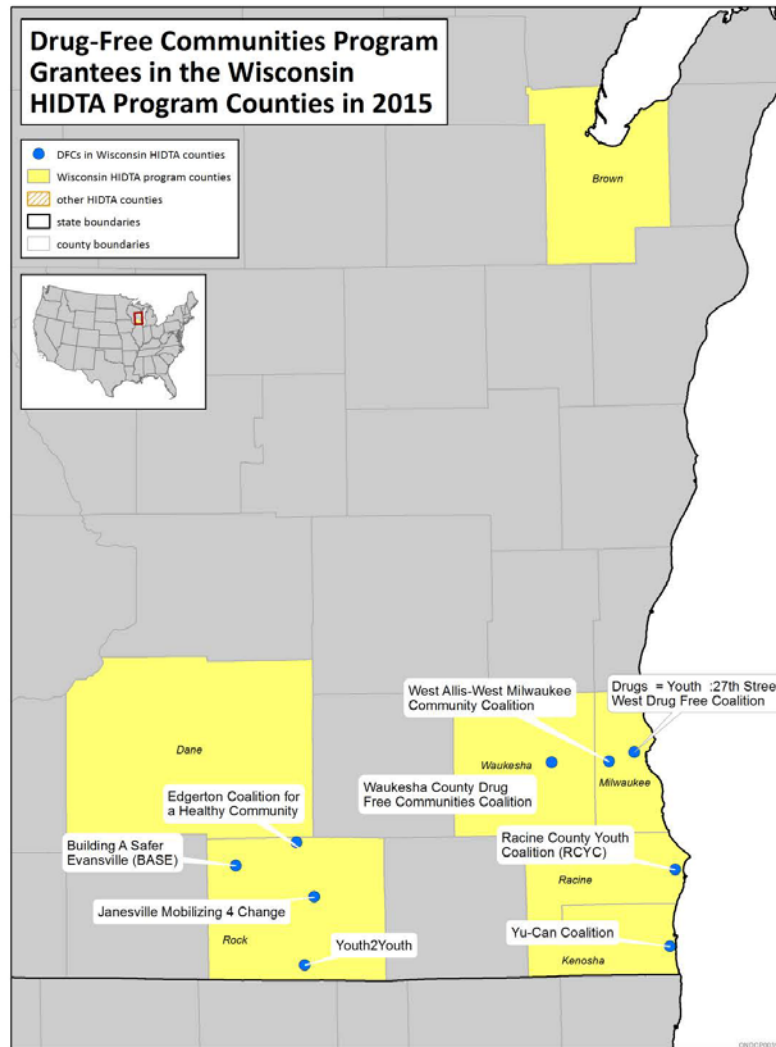 Drug-Free Communities Program
Grantees in the Wisconsin
HIDTA Program Counties in 2015
DFCs in Wisconsin HIDTA counties
Wisconsin HIDTA program counties
other HIDTA counties
state boundaries
county boundaries
Brown
Dane
West Allis-West Milwaukee
Community Coalition
Drugs = Youth :27th Stree
West Drug Free Coalition
Waukesha
Milwaukee
Waukesha County Drug
Free Communities Coalition
Edgerton Coalition for
a Healthy Community
Building A Safer
Evansville (BASE)
Racine County Youth
Coalition (RCYC)
Racine
Janesville Mobilizing 4 Change
Rock
Youth2Youth
Yu-Can Coalition
Kenosha